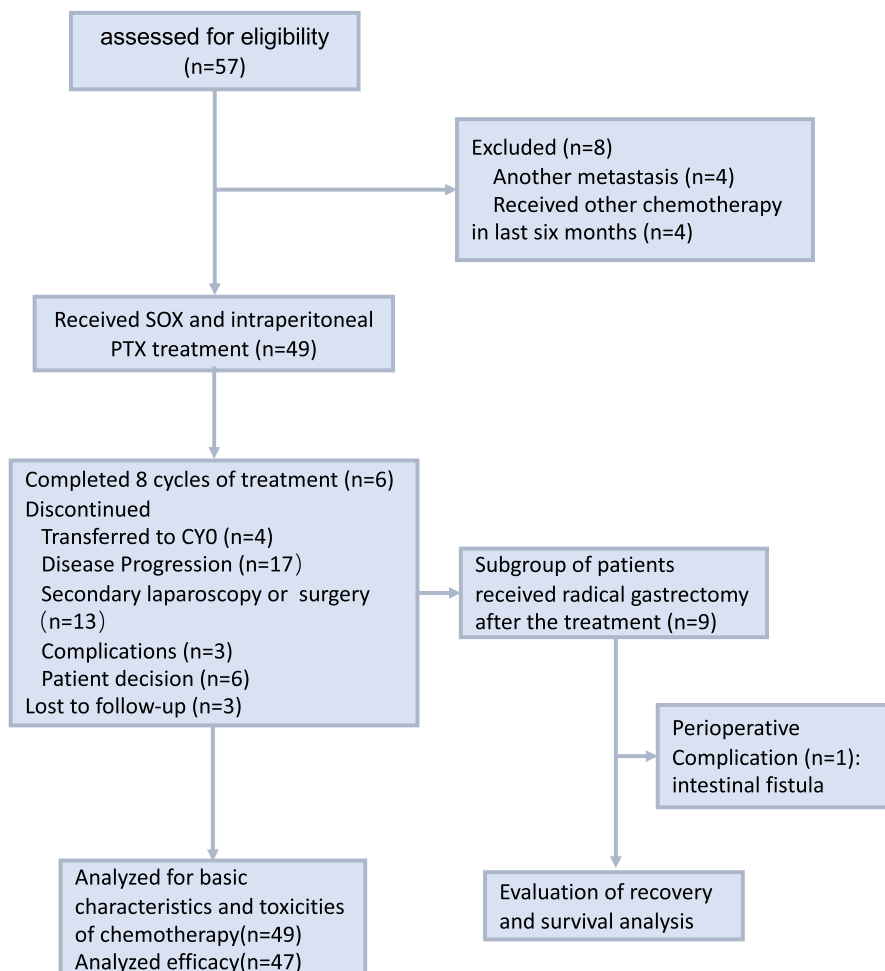 assessed for eligibility
(n=57)
Excluded (n=8)
Another metastasis (n=4)
Received other chemotherapy
in last six months (n=4)
Received SOX and intraperitoneal
PTX treatment (n=49)
Completed 8 cycles of treatment (n=6)
Discontinued
Transferred to CY0 (n=4)
Disease Progression (n=17）
Secondary laparoscopy or surgery
（n=13）
Complications (n=3)
Patient decision (n=6)
Lost to follow-up (n=3)
Subgroup of patients
received radical gastrectomy
after the treatment (n=9)
Perioperative
Complication (n=1):
intestinal fistula
Analyzed for basic
characteristics and toxicities
of chemotherapy(n=49)
Analyzed efficacy(n=47)
Evaluation of recovery
and survival analysis